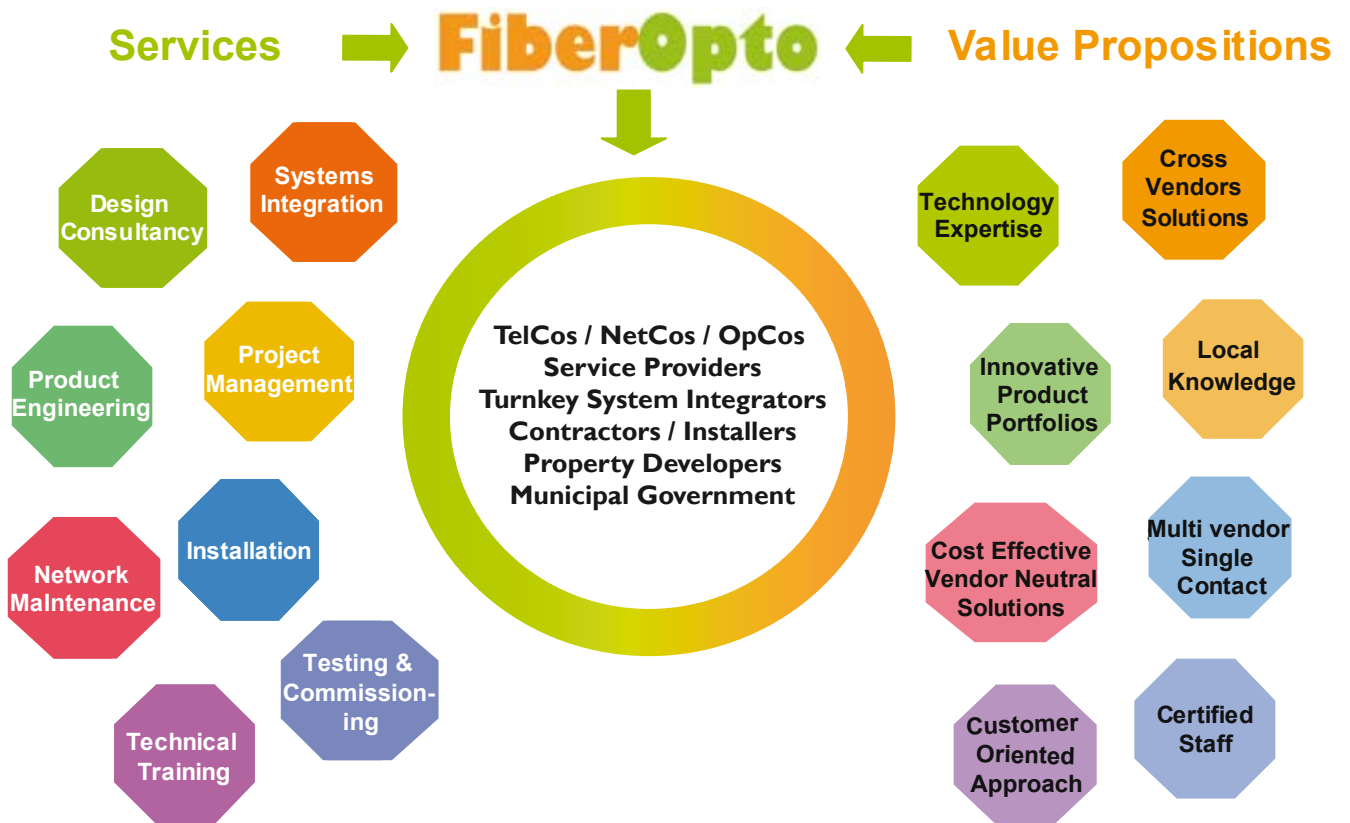 Services
FiberOpto
Value Propositions
Design
Consultancy
Systems
Integration
Product
Engineering
Project
Management
Network
MaIntenance
Installation
Testing &
Commission-
ing
Technical
Training
TelCos / NetCos / OpCos
Service Providers
Turnkey System Integrators
Contractors / Installers
Property Developers
Municipal Government
Technology
Expertise
Cross
Vendors
Solutions
Innovative
Product
Portfolios
Local
Knowledge
Cost Effective
Vendor Neutral
Solutions
Multi vendor
Single
Contact
Customer
Oriented
Approach
Certified
Staff